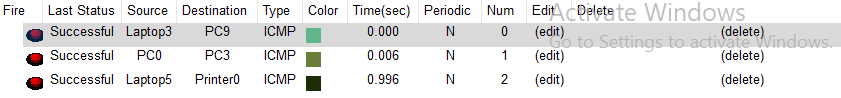 Fire Last Status Source Destination Type Color Time(sec) Periodic Num Edit Delete
Activate Windows
Successful Laptop3 PC9 ICMP 0.000 N 0 (edit) (delete)
Go to Settings to activate Windows.
Successful PC0 PC3 ICMP 0.006 N 1 (edit) (delete)
Successful Laptop5 Printer0 ICMP 0.996 N 2 (edit) (delete)